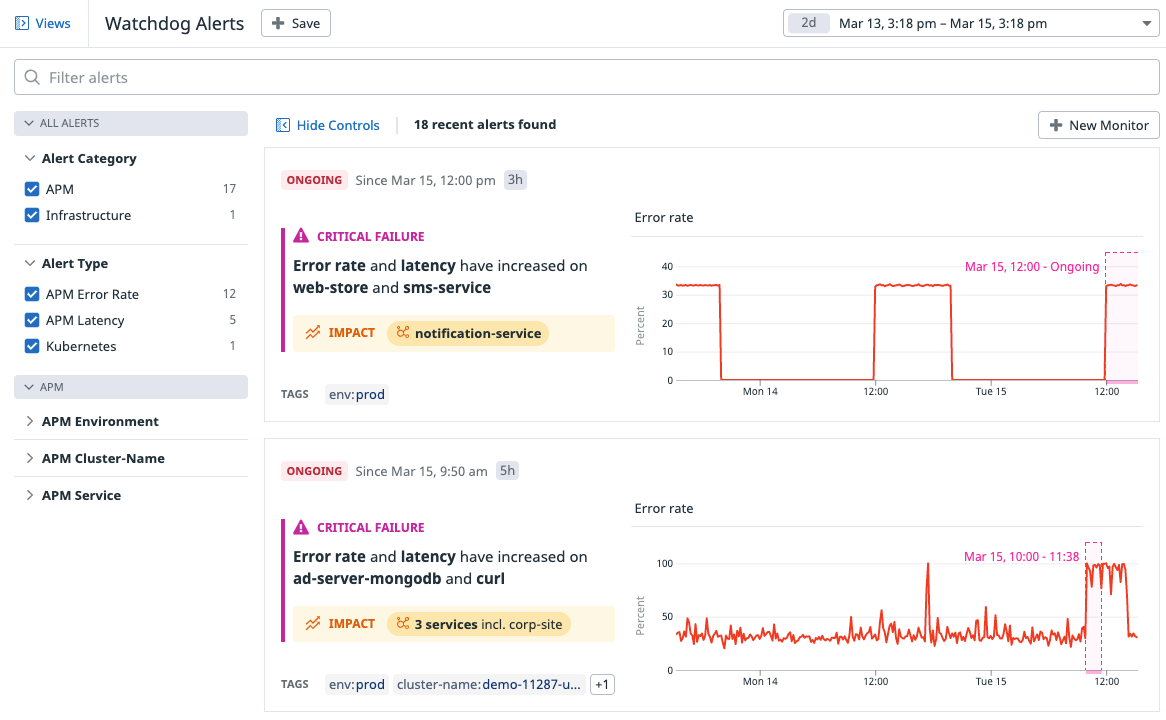 Views
Watchdog Alerts
+ Save
2d Mar 13, 3:18 pm – Mar 15, 3:18 pm
Filter alerts
ALL ALERTS
Alert Category
APM 17
Infrastructure 1
Alert Type
APM Error Rate 12
APM Latency 5
Kubernetes 1
APM
APM Environment
APM Cluster-Name
APM Service
Hide Controls
18 recent alerts found
+ New Monitor
ONGOING Since Mar 15, 12:00 pm 3h
CRITICAL FAILURE
Error rate and latency have increased on
web-store and sms-service
IMPACT notification-service
TAGS env:prod
Error rate
Mar 15, 12:00 - Ongoing
Percent
40
30
20
10
0
Mon 14 12:00 Tue 15 12:00
ONGOING Since Mar 15, 9:50 am 5h
CRITICAL FAILURE
Error rate and latency have increased on
ad-server-mongodb and curl
IMPACT 3 services incl. corp-site
TAGS env:prod cluster-name:demo-11287-u... +1
Error rate
Mar 15, 10:00 - 11:38
Percent
100
50
0
Mon 14 12:00 Tue 15 12:00